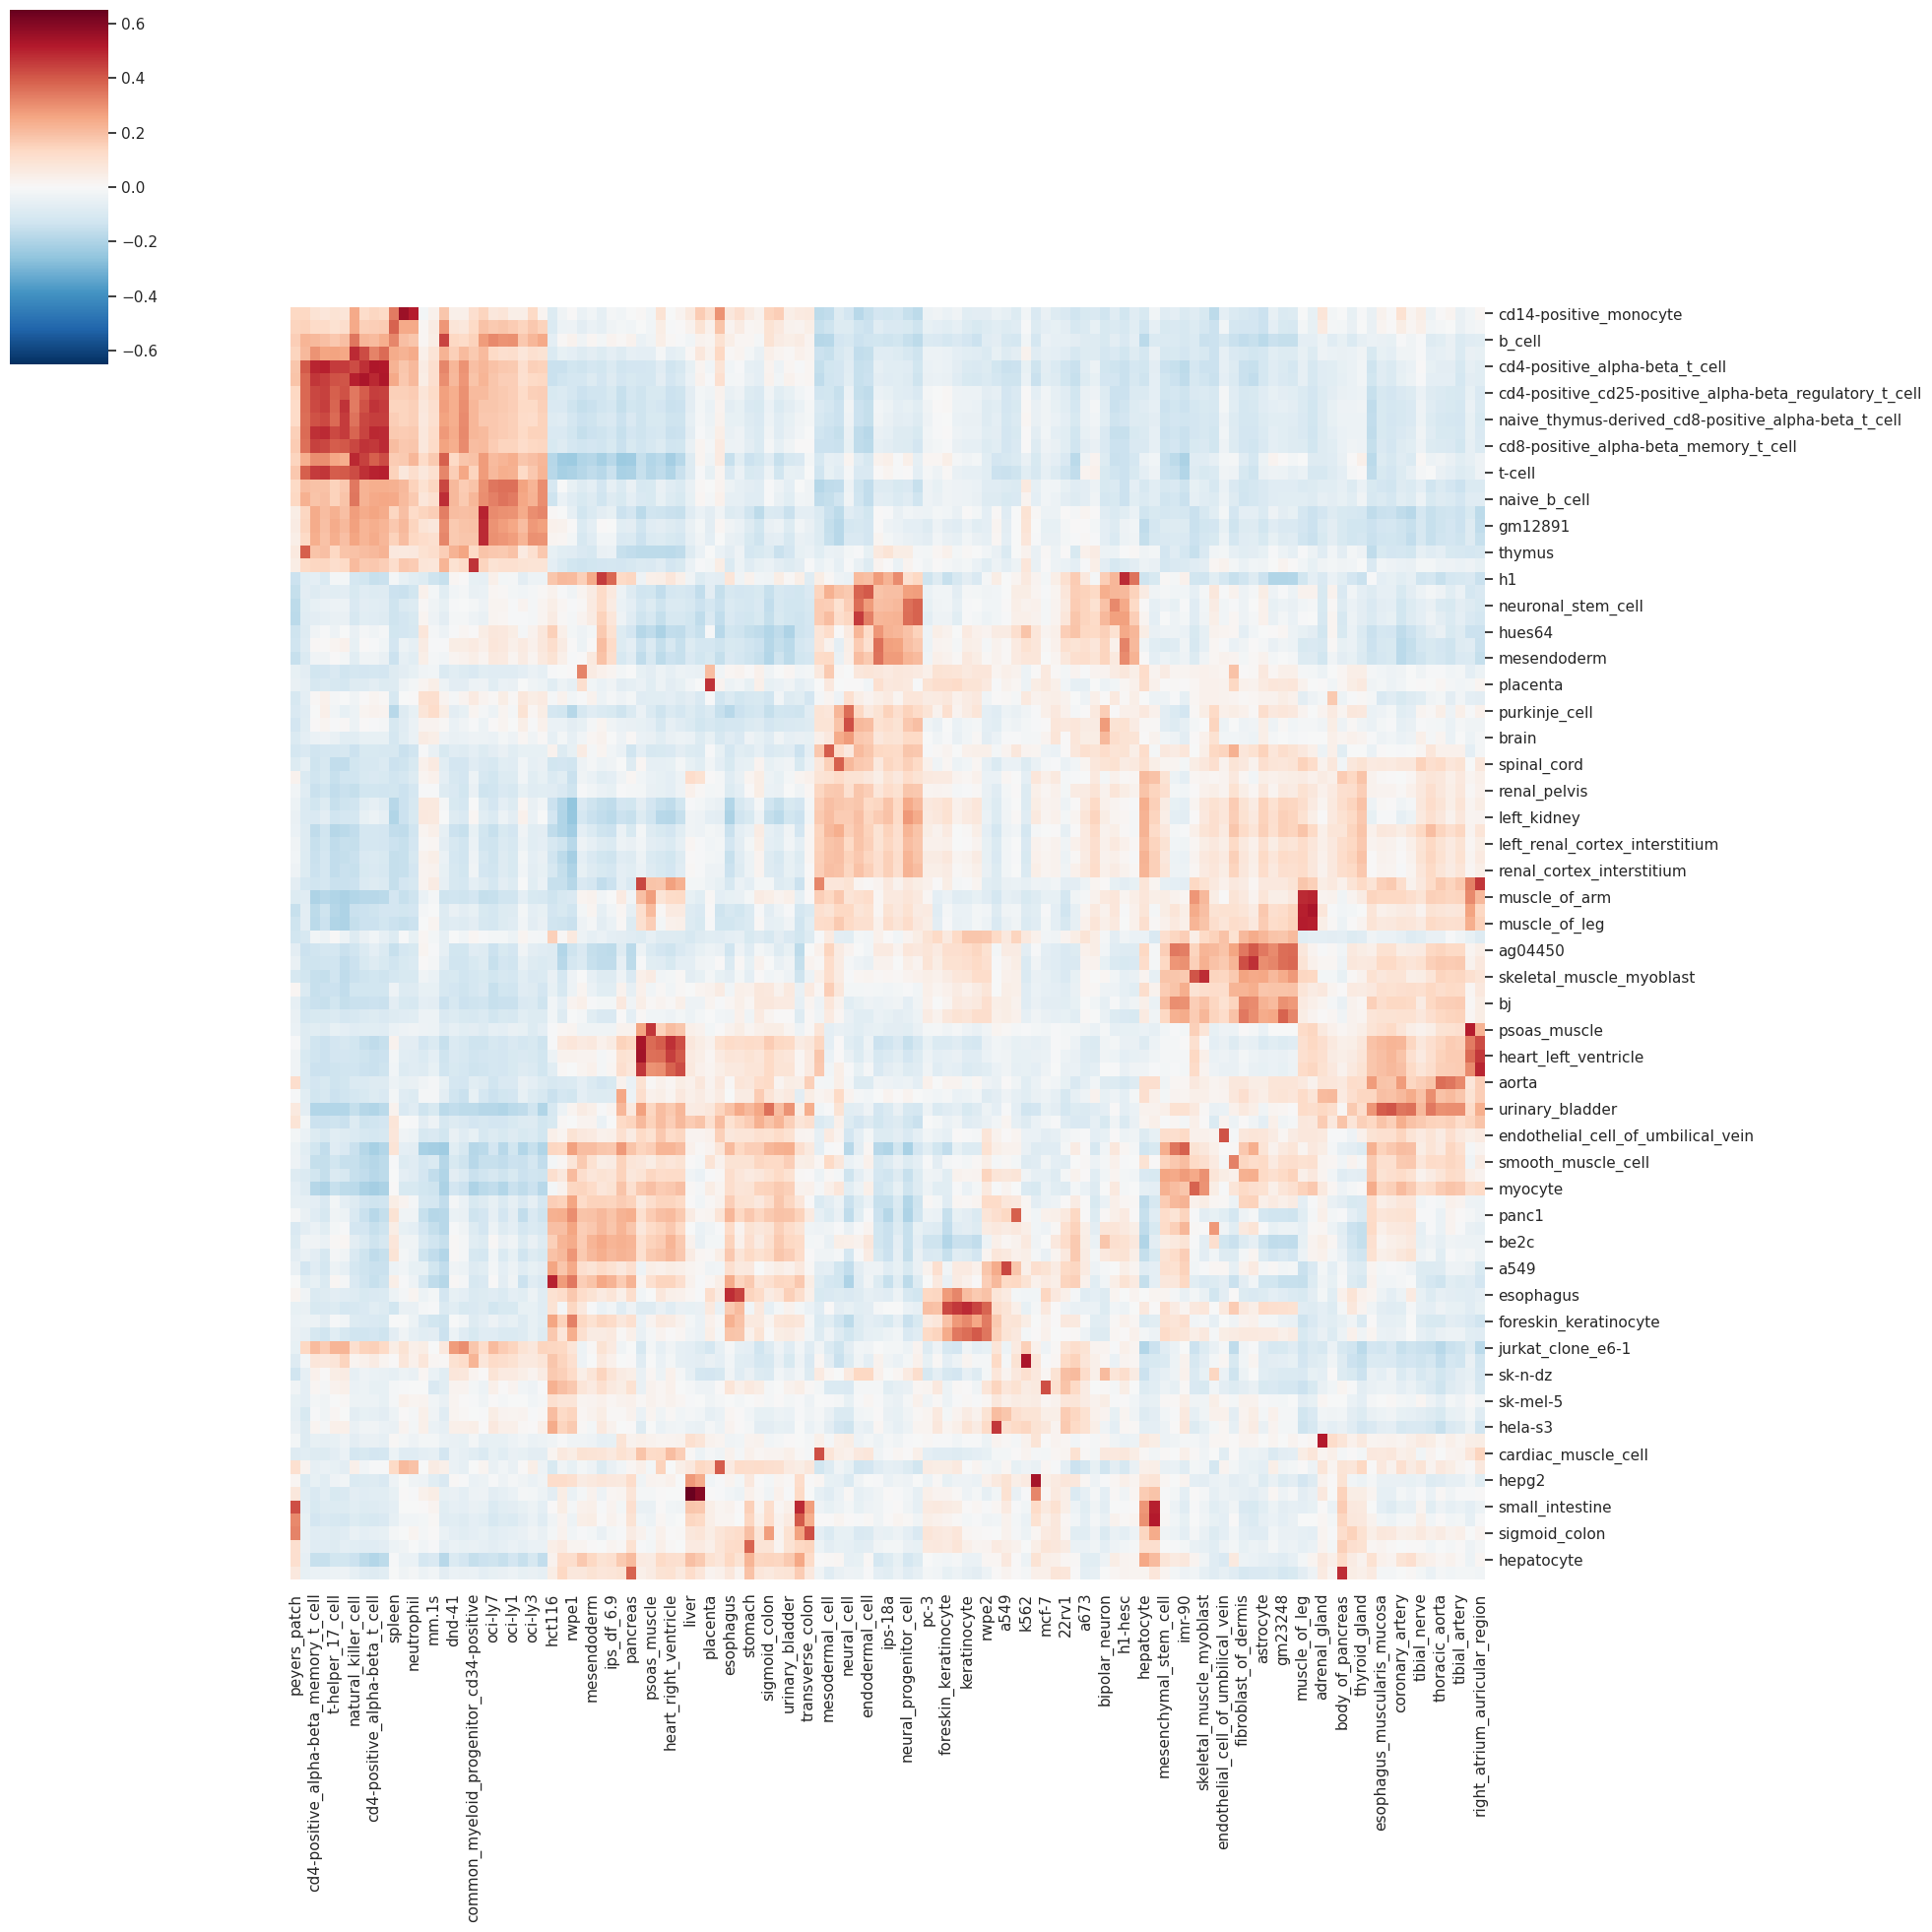 0.6
0.4
0.2
0.0
−0.2
−0.4
−0.6
cd14-positive_monocyte
b_cell
cd4-positive_alpha-beta_t_cell
cd4-positive_cd25-positive_alpha-beta_regulatory_t_cell
naive_thymus-derived_cd8-positive_alpha-beta_t_cell
cd8-positive_alpha-beta_memory_t_cell
t-cell
naive_b_cell
gm12891
thymus
h1
neuronal_stem_cell
hues64
mesendoderm
placenta
purkinje_cell
brain
spinal_cord
renal_pelvis
left_kidney
left_renal_cortex_interstitium
renal_cortex_interstitium
muscle_of_arm
muscle_of_leg
ag04450
skeletal_muscle_myoblast
bj
psoas_muscle
heart_left_ventricle
aorta
urinary_bladder
endothelial_cell_of_umbilical_vein
smooth_muscle_cell
myocyte
panc1
be2c
a549
esophagus
foreskin_keratinocyte
jurkat_clone_e6-1
sk-n-dz
sk-mel-5
hela-s3
cardiac_muscle_cell
hepg2
small_intestine
sigmoid_colon
hepatocyte
peyers_patch
cd4-positive_alpha-beta_memory_t_cell
t-helper_17_cell
natural_killer_cell
cd4-positive_alpha-beta_t_cell
spleen
neutrophil
mm.1s
dnd-41
common_myeloid_progenitor_cd34-positive
oci-ly7
oci-ly1
oci-ly3
hct116
rwpe1
mesendoderm
ips_df_6.9
pancreas
psoas_muscle
heart_right_ventricle
liver
placenta
esophagus
stomach
sigmoid_colon
urinary_bladder
transverse_colon
mesodermal_cell
neural_cell
endodermal_cell
ips-18a
neural_progenitor_cell
pc-3
foreskin_keratinocyte
keratinocyte
rwpe2
a549
k562
mcf-7
22rv1
a673
bipolar_neuron
h1-hesc
hepatocyte
mesenchymal_stem_cell
imr-90
skeletal_muscle_myoblast
endothelial_cell_of_umbilical_vein
fibroblast_of_dermis
astrocyte
gm23248
muscle_of_leg
adrenal_gland
body_of_pancreas
thyroid_gland
esophagus_muscularis_mucosa
coronary_artery
tibial_nerve
thoracic_aorta
tibial_artery
right_atrium_auricular_region